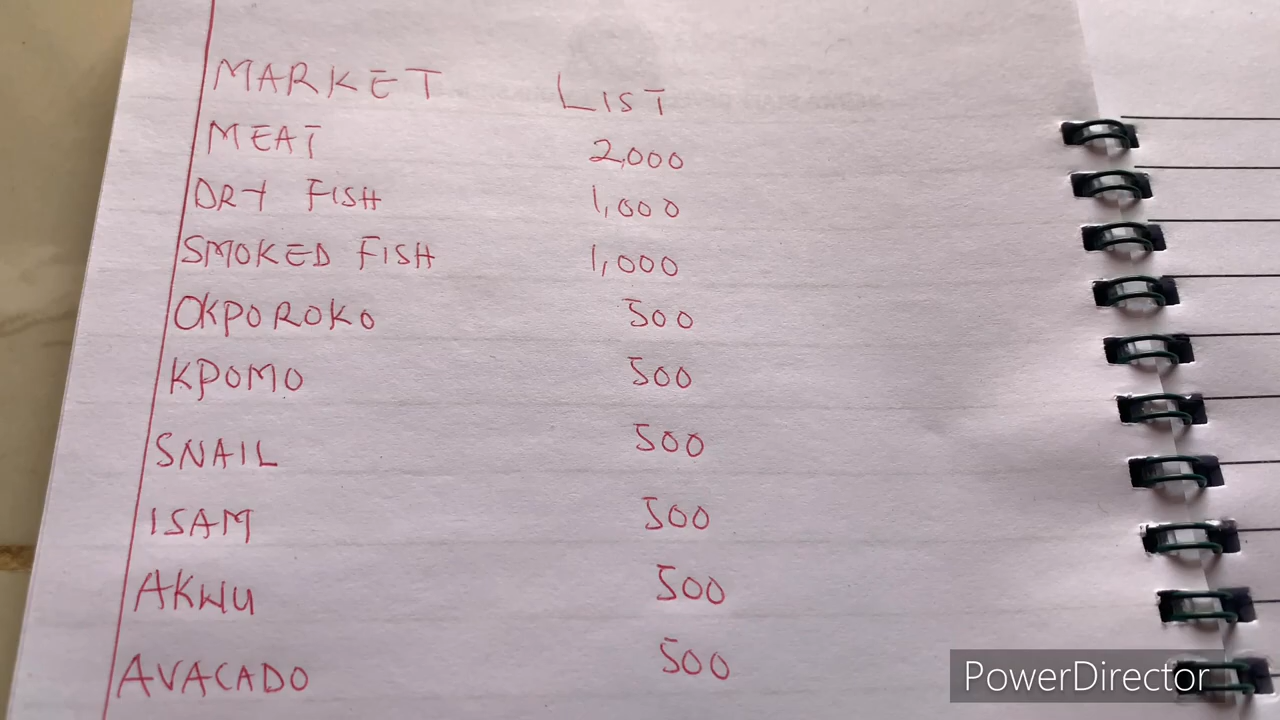 MARKET LIST
MEAT 2,000
DRY FISH 1,000
SMOKED FISH 1,000
OKPOROKO 500
KPOMO 500
SNAIL 500
ISAM 500
AKWU 500
AVACADO 500
PowerDirector